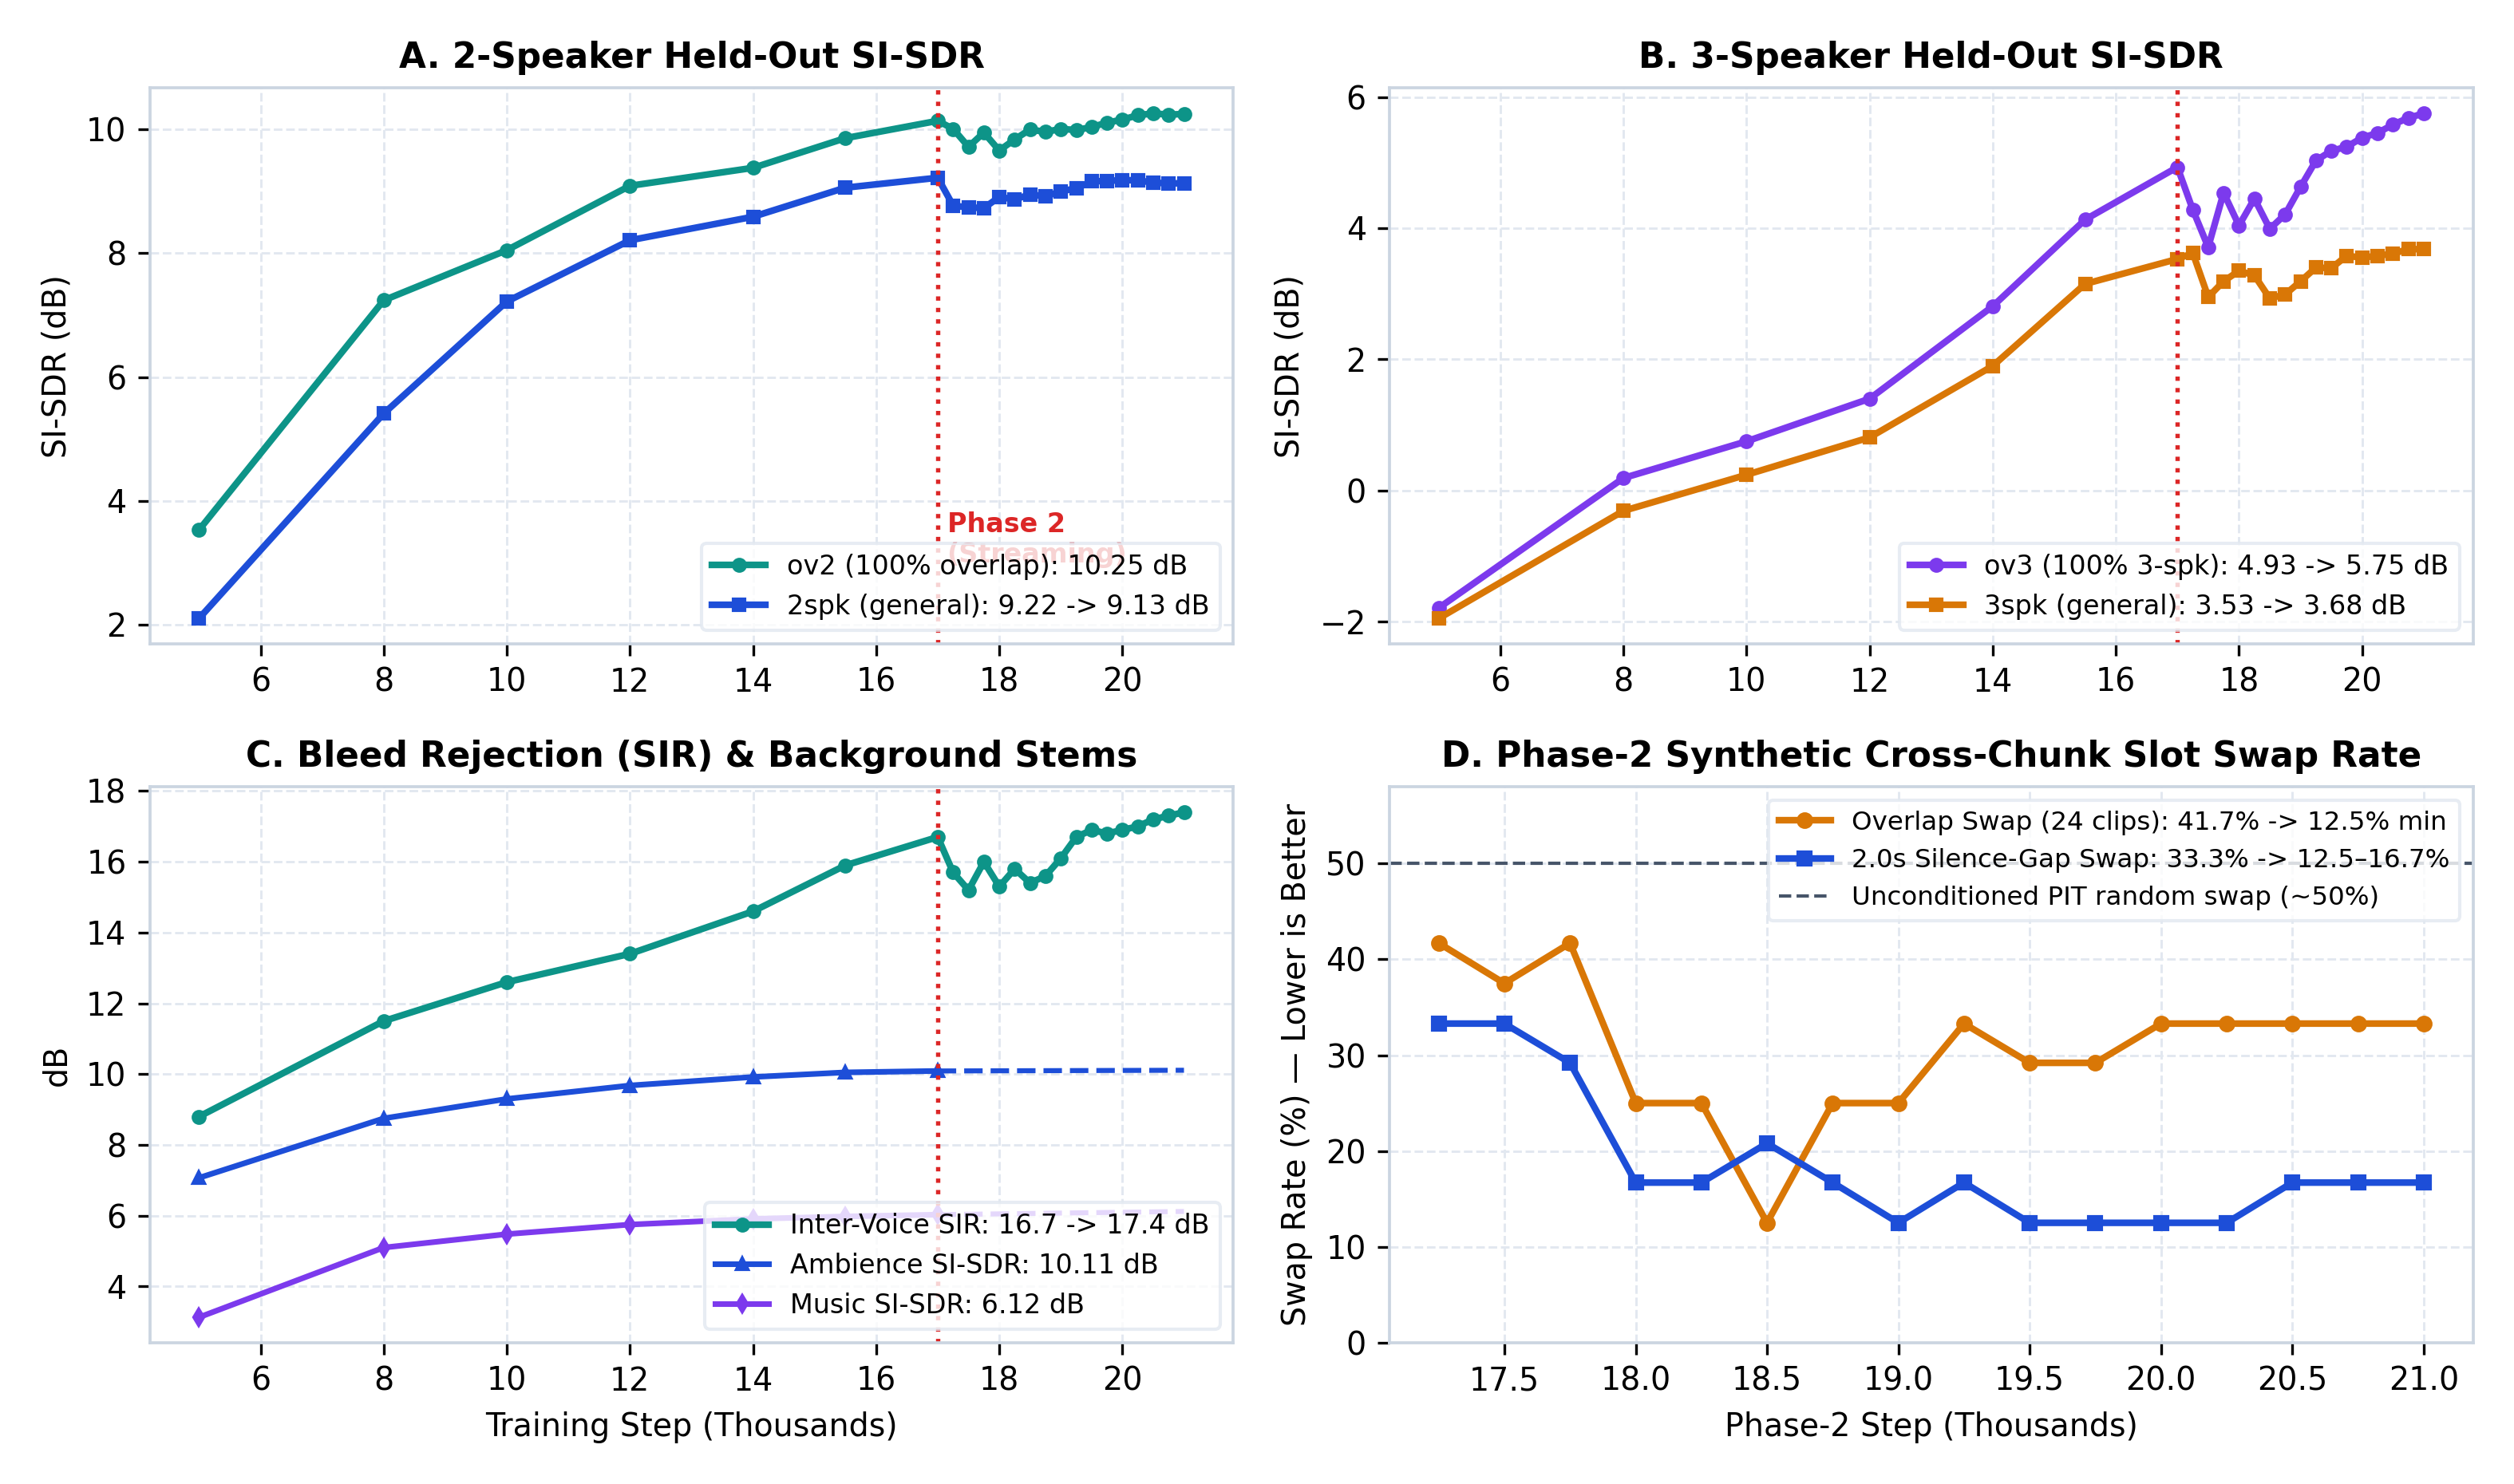 A. 2-Speaker Held-Out SI-SDR
SI-SDR (dB)
10
8
6
4
2
6 8 10 12 14 16 18 20
Phase 2
(Streaming)
ov2 (100% overlap): 10.25 dB
2spk (general): 9.22 -> 9.13 dB
B. 3-Speaker Held-Out SI-SDR
SI-SDR (dB)
6
4
2
0
−2
6 8 10 12 14 16 18 20
ov3 (100% 3-spk): 4.93 -> 5.75 dB
3spk (general): 3.53 -> 3.68 dB
C. Bleed Rejection (SIR) & Background Stems
dB
18
16
14
12
10
8
6
4
6 8 10 12 14 16 18 20
Training Step (Thousands)
Inter-Voice SIR: 16.7 -> 17.4 dB
Ambience SI-SDR: 10.11 dB
Music SI-SDR: 6.12 dB
D. Phase-2 Synthetic Cross-Chunk Slot Swap Rate
Swap Rate (%) — Lower is Better
50
40
30
20
10
0
17.5 18.0 18.5 19.0 19.5 20.0 20.5 21.0
Phase-2 Step (Thousands)
Overlap Swap (24 clips): 41.7% -> 12.5% min
2.0s Silence-Gap Swap: 33.3% -> 12.5–16.7%
Unconditioned PIT random swap (~50%)